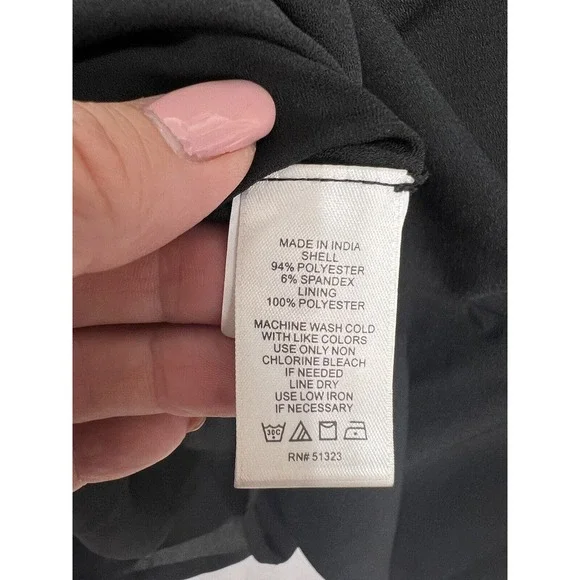 MADE IN INDIA
SHELL
94% POLYESTER
6% SPANDEX
LINING
100% POLYESTER
MACHINE WASH COLD
WITH LIKE COLORS
USE ONLY NON
CHLORINE BLEACH
IF NEEDED
LINE DRY
USE LOW IRON
IF NECESSARY
30C
RN# 51323